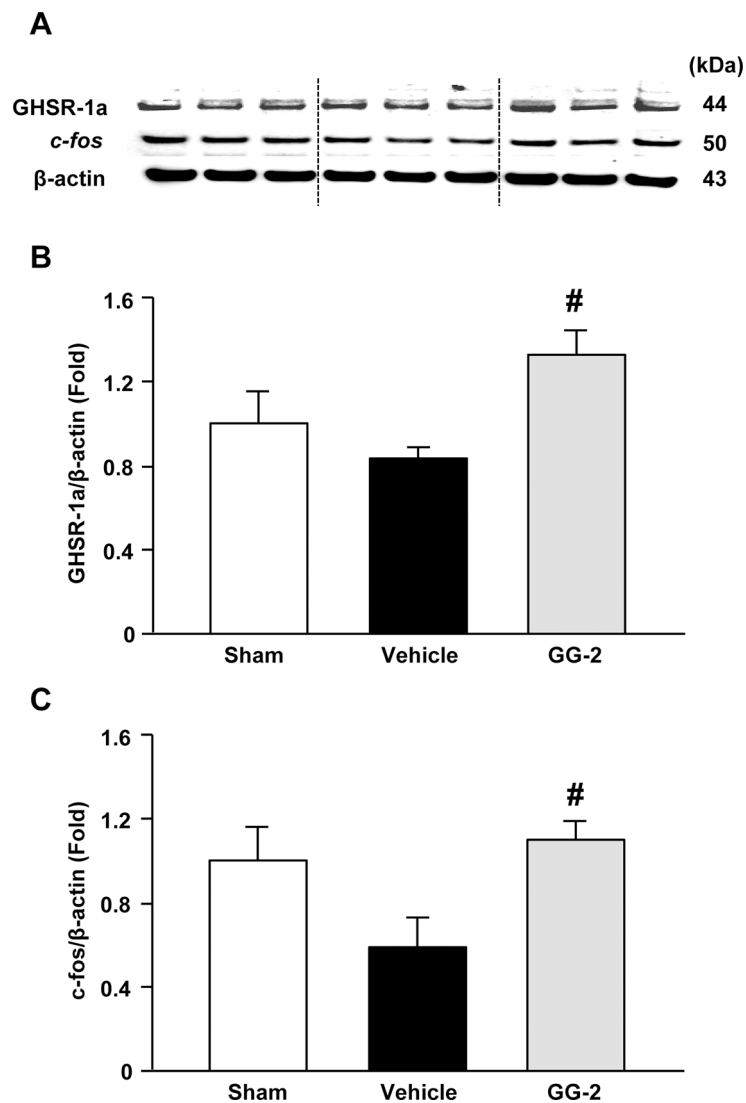 A
(kDa)
GHSR-1a 44
c-fos 50
β-actin 43
B
GHSR-1a/β-actin (Fold)
1.6
#
1.2
0.8
0.4
0
Sham Vehicle GG-2
C
c-fos/β-actin (Fold)
1.6
#
1.2
0.8
0.4
0
Sham Vehicle GG-2